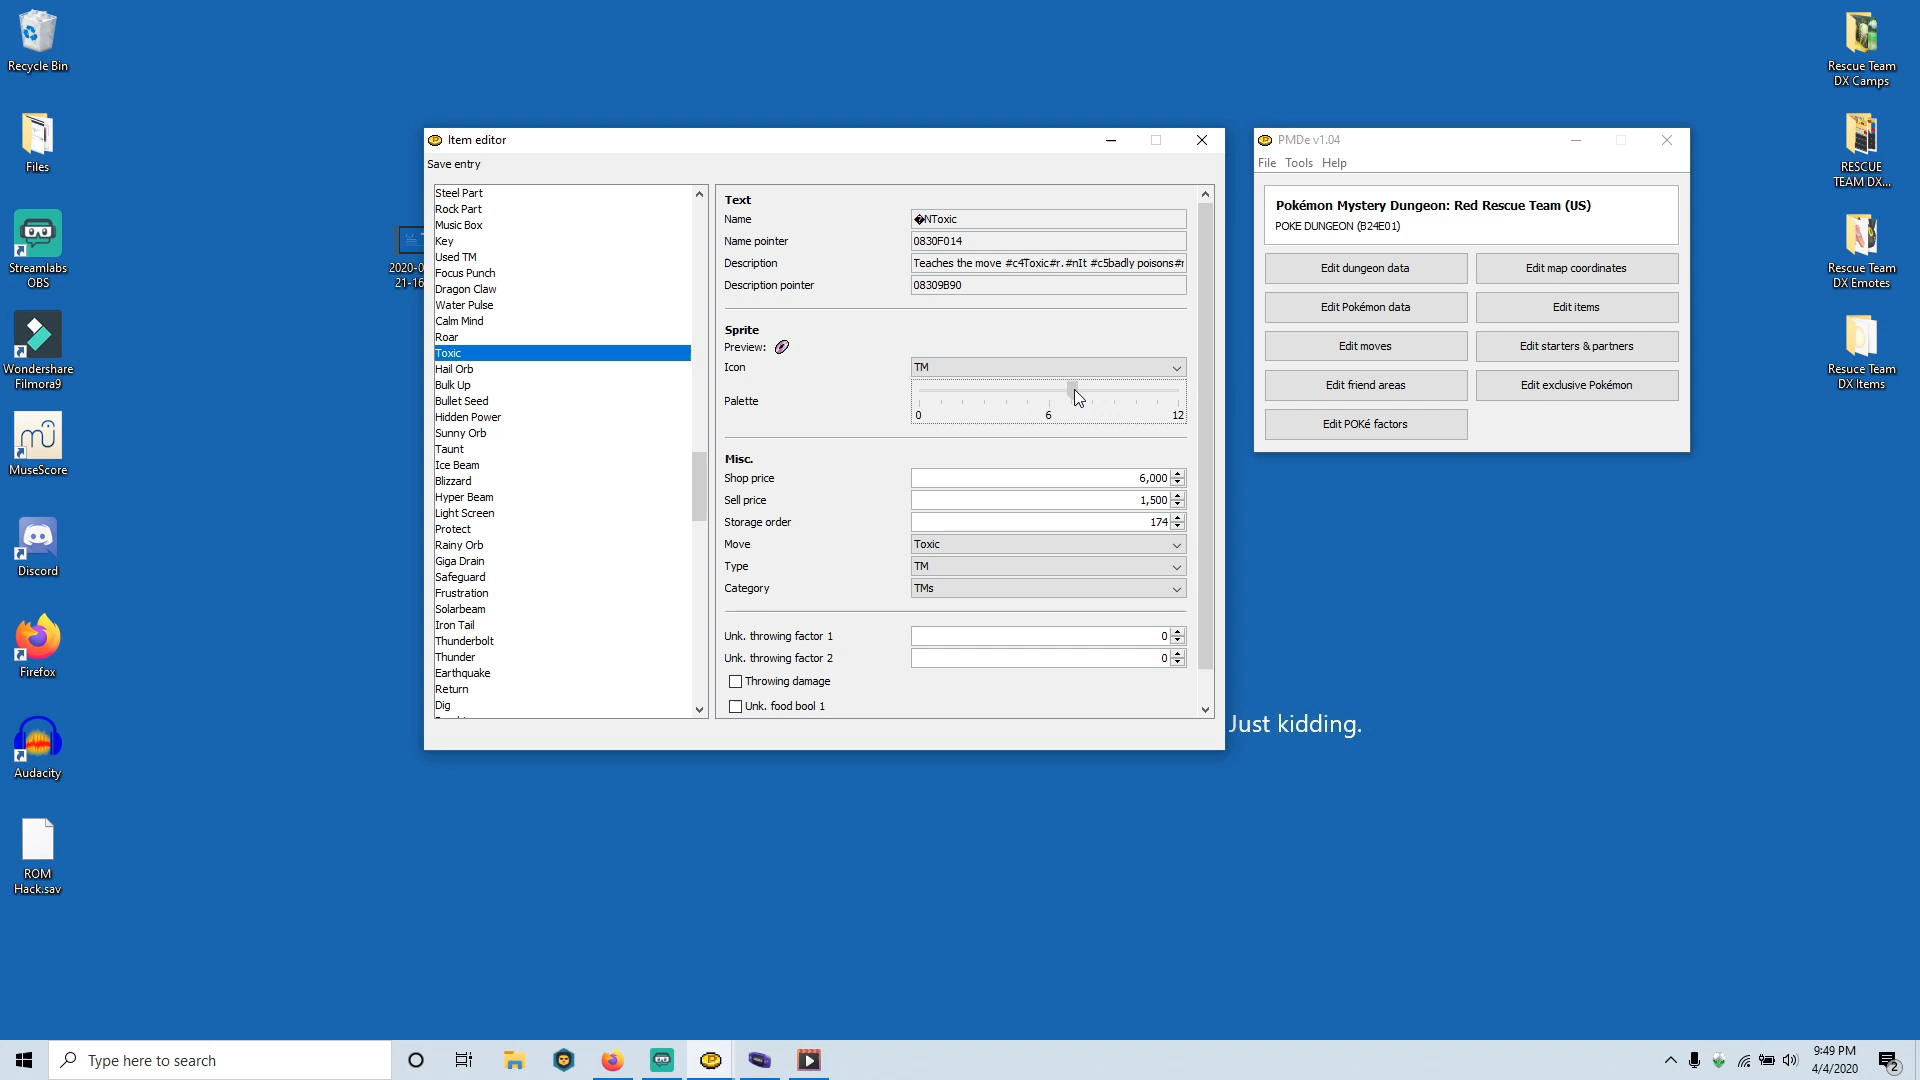 Recycle Bin
Files
Streamlabs
OBS
Wondershare
Filmora9
MuseScore
Discord
Firefox
Audacity
ROM
Hack.sav
2020-0
21-16
Item editor
Save entry
Steel Part
Rock Part
Music Box
Key
Used TM
Focus Punch
Dragon Claw
Water Pulse
Calm Mind
Roar
Toxic
Hail Orb
Bulk Up
Bullet Seed
Hidden Power
Sunny Orb
Taunt
Ice Beam
Blizzard
Hyper Beam
Light Screen
Protect
Rainy Orb
Giga Drain
Safeguard
Frustration
Solarbeam
Iron Tail
Thunderbolt
Thunder
Earthquake
Return
Dig
Text
Name �NToxic
Name pointer 0830F014
Description Teaches the move #c4Toxic#r.#nIt #c5badly poisons#r
Description pointer 08309B90
Sprite
Preview:
Icon TM
Palette
0 6 12
Misc.
Shop price 6,000
Sell price 1,500
Storage order 174
Move Toxic
Type TM
Category TMs
Unk. throwing factor 1 0
Unk. throwing factor 2 0
Throwing damage
Unk. food bool 1
PMDe v1.04
File Tools Help
Pokémon Mystery Dungeon: Red Rescue Team (US)
POKE DUNGEON (B24E01)
Edit dungeon data Edit map coordinates
Edit Pokémon data Edit items
Edit moves Edit starters & partners
Edit friend areas Edit exclusive Pokémon
Edit POKé factors
Just kidding.
Rescue Team
DX Camps
RESCUE
TEAM DX...
Rescue Team
DX Emotes
Resuce Team
DX Items
Type here to search
9:49 PM
4/4/2020
2